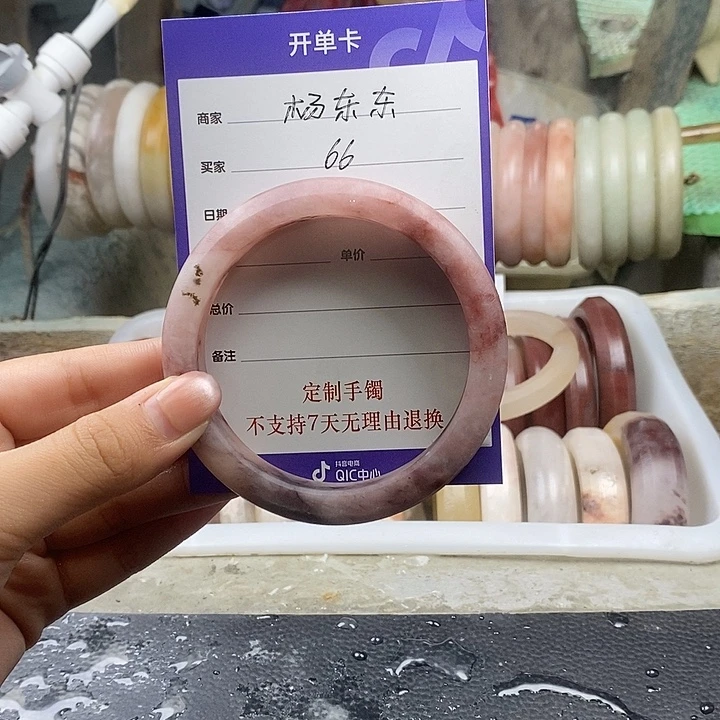 开单卡
商家 杨东东
买家 66
日期
单价
总价
备注
定制手镯
不支持7天无理由退换
抖音电商
QIC中心